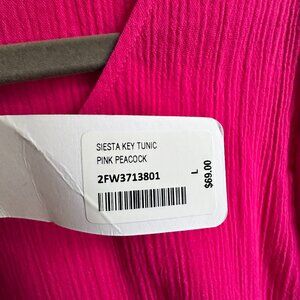 SIESTA KEY TUNIC
PINK PEACOCK
2FW3713801
L
$69.00